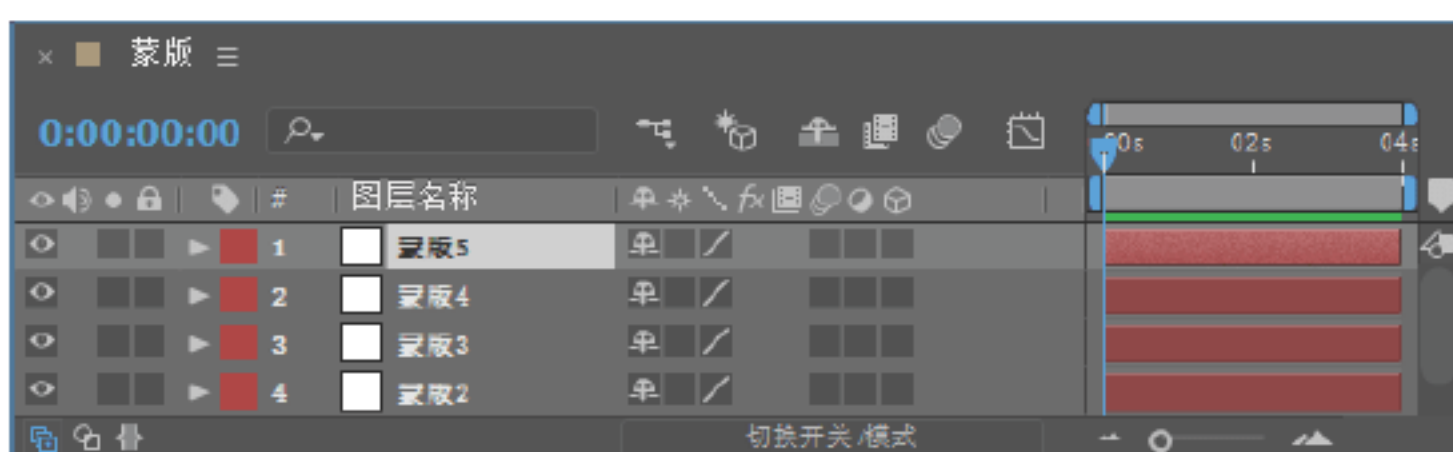 × 蒙版
0:00:00:00
00s 02s 04s
# 图层名称 fx
1 蒙版5
2 蒙版4
3 蒙版3
4 蒙版2
切换开关/模式